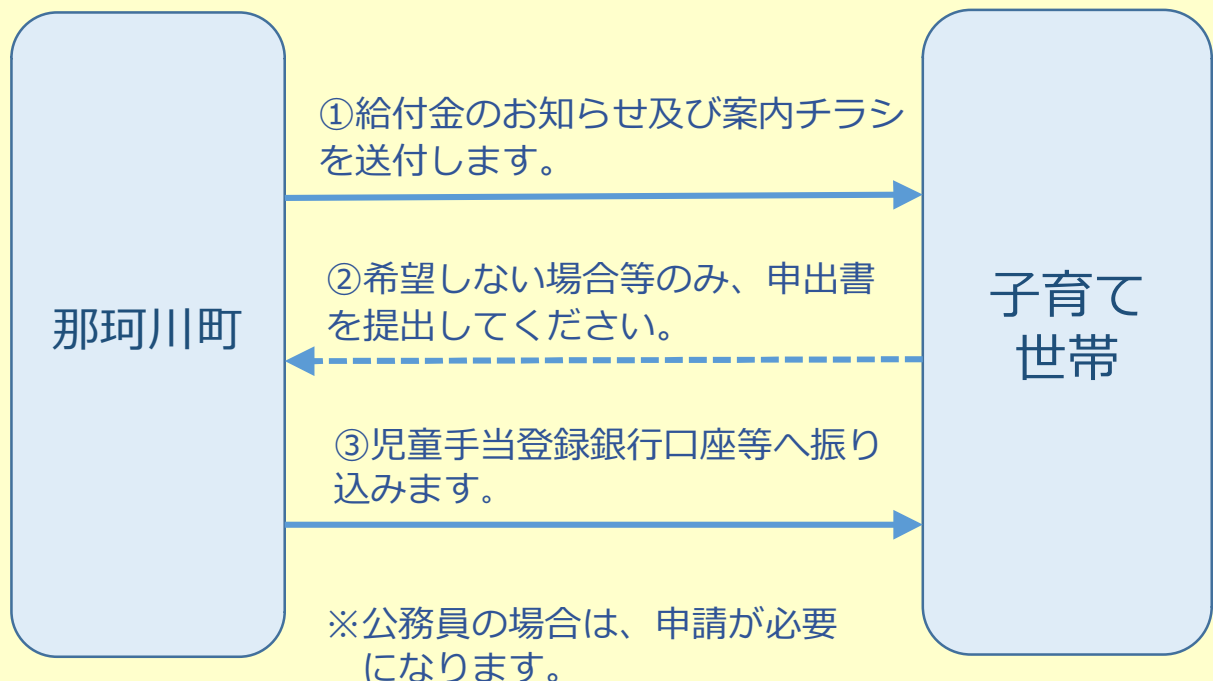 那珂川町
①給付金のお知らせ及び案内チラシ
を送付します。
②希望しない場合等のみ、申出書
を提出してください。
③児童手当登録銀行口座等へ振り
込みます。
※公務員の場合は、申請が必要
になります。
子育て
世帯